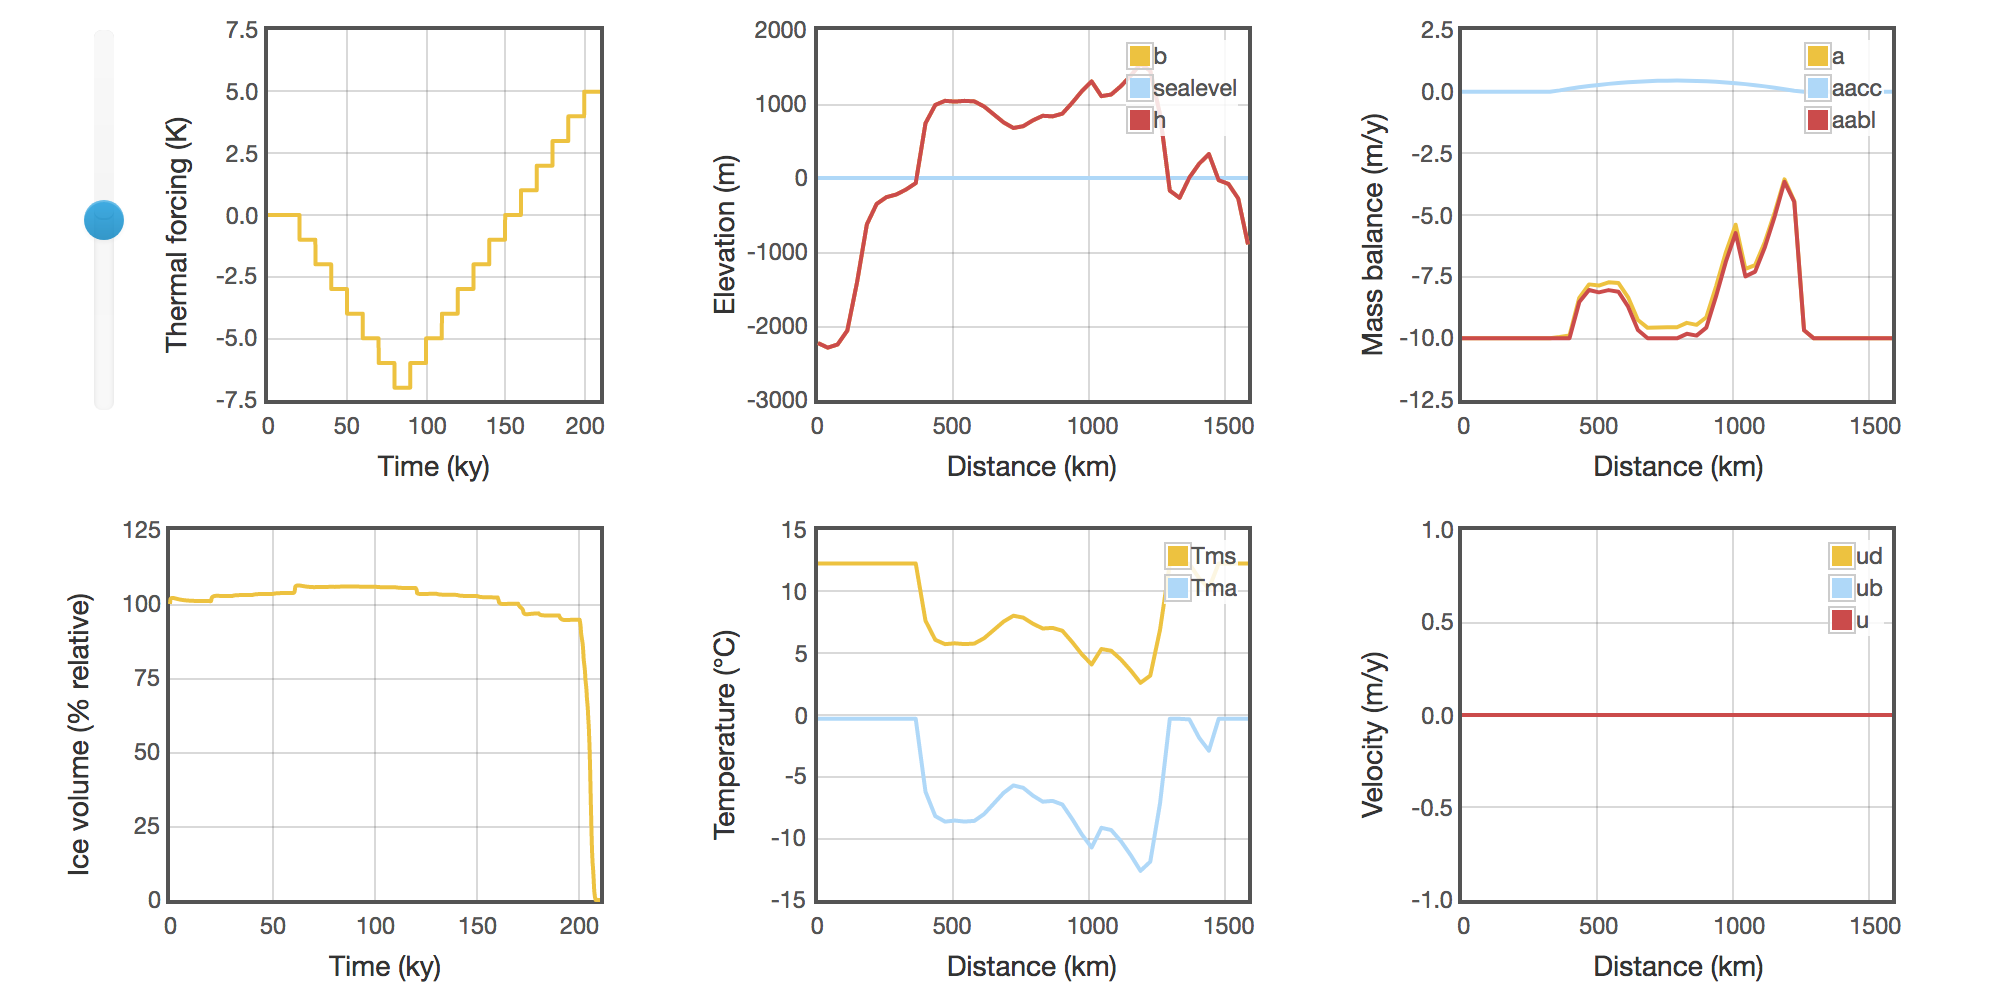 7.5
5.0
2.5
0.0
-2.5
-5.0
-7.5
0 50 100 150 200
Thermal forcing (K)
Time (ky)
2000
1000
0
-1000
-2000
-3000
0 500 1000 1500
Elevation (m)
Distance (km)
b
sealevel
h
2.5
0.0
-2.5
-5.0
-7.5
-10.0
-12.5
0 500 1000 1500
Mass balance (m/y)
Distance (km)
a
aacc
aabl
125
100
75
50
25
0
0 50 100 150 200
Ice volume (% relative)
Time (ky)
15
10
5
0
-5
-10
-15
0 500 1000 1500
Temperature (°C)
Distance (km)
Tms
Tma
1.0
0.5
0.0
-0.5
-1.0
0 500 1000 1500
Velocity (m/y)
Distance (km)
ud
ub
u